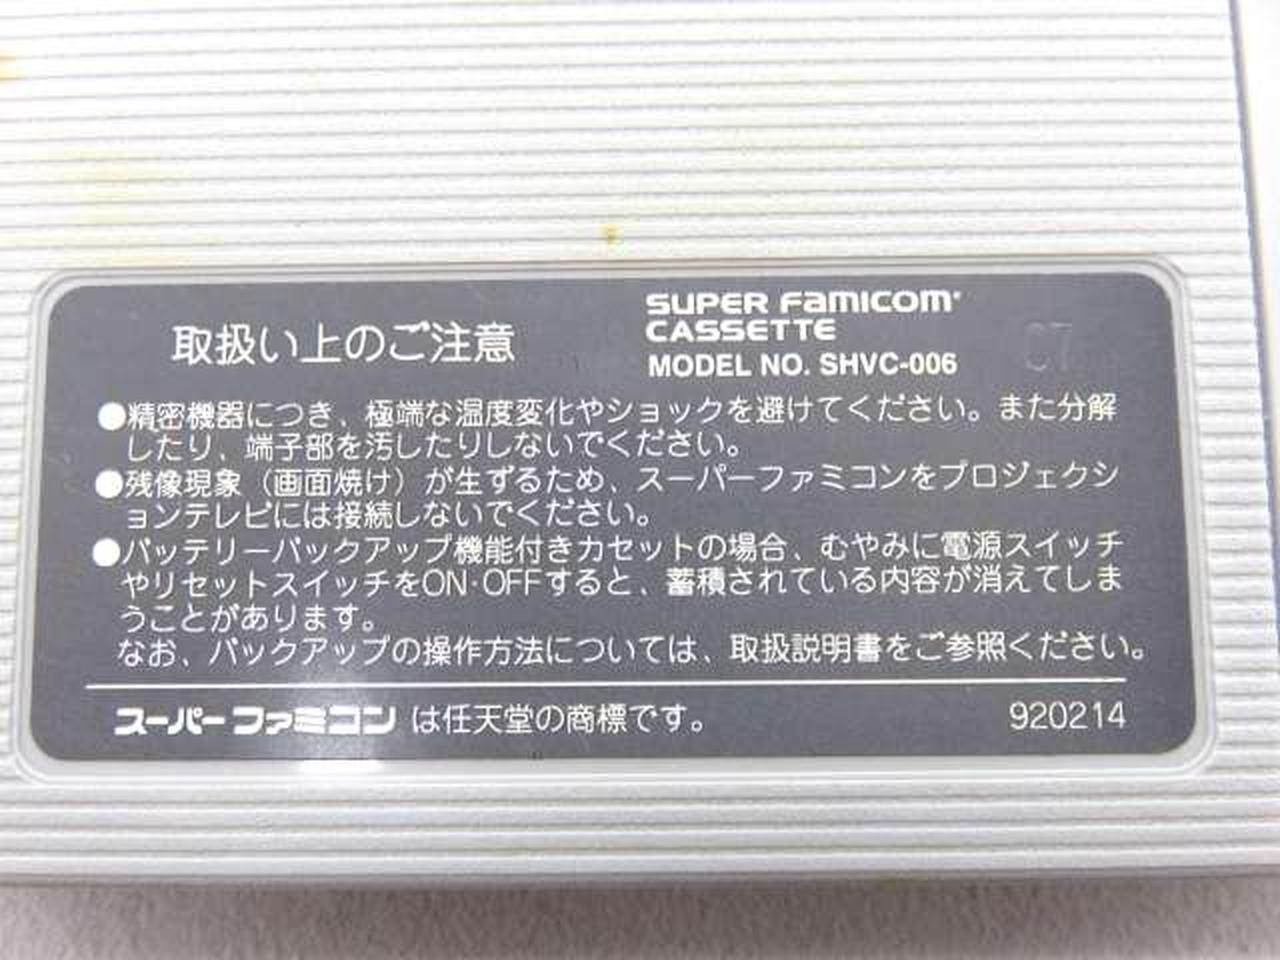 取扱い上のご注意
SUPER FAMICOM
CASSETTE
MODEL NO. SHVC-006
07
●精密機器につき、極端な温度変化やショックを避けてください。また分解
したり、端子部を汚したりしないでください。
●残像現象（画面焼け）が生ずるため、スーパーファミコンをプロジェクシ
ョンテレビには接続しないでください。
●バッテリーバックアップ機能付きカセットの場合、むやみに電源スイッチ
やリセットスイッチをON・OFFすると、蓄積されている内容が消えてしま
うことがあります。
なお、バックアップの操作方法については、取扱説明書をご参照ください。
スーパーファミコン は任天堂の商標です。
920214